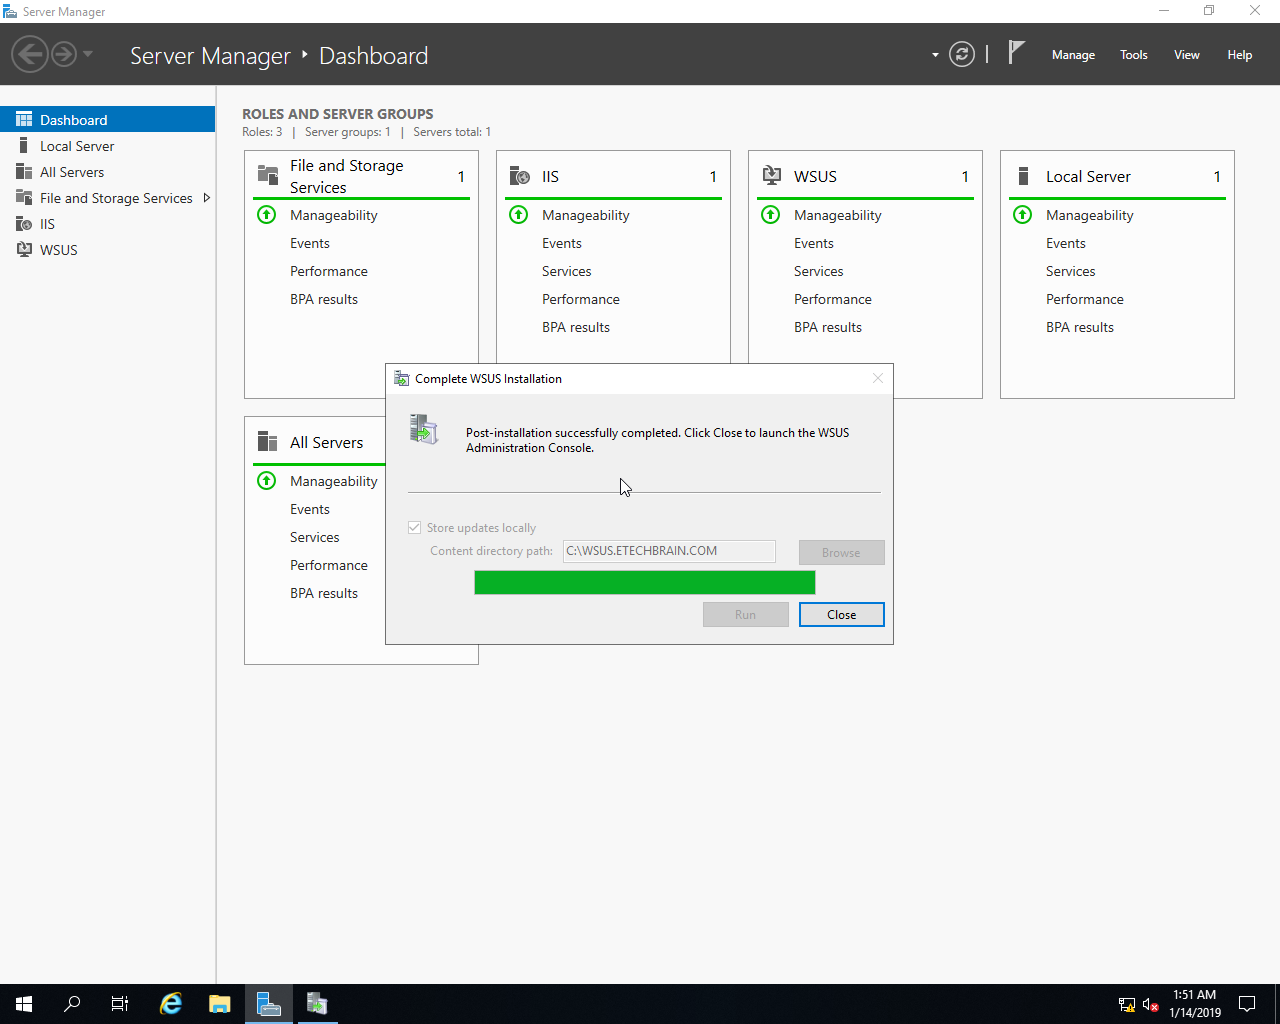 Server Manager
Server Manager ‣ Dashboard
Manage Tools View Help
Dashboard
Local Server
All Servers
File and Storage Services
IIS
WSUS
ROLES AND SERVER GROUPS
Roles: 3 | Server groups: 1 | Servers total: 1
File and Storage
Services 1
Manageability
Events
Performance
BPA results
IIS 1
Manageability
Events
Services
Performance
BPA results
WSUS 1
Manageability
Events
Services
Performance
BPA results
Local Server 1
Manageability
Events
Services
Performance
BPA results
All Servers
Manageability
Events
Services
Performance
BPA results
Complete WSUS Installation
Post-installation successfully completed. Click Close to launch the WSUS
Administration Console.
Store updates locally
Content directory path: C:\WSUS.ETECHBRAIN.COM Browse
Run Close
1:51 AM
1/14/2019